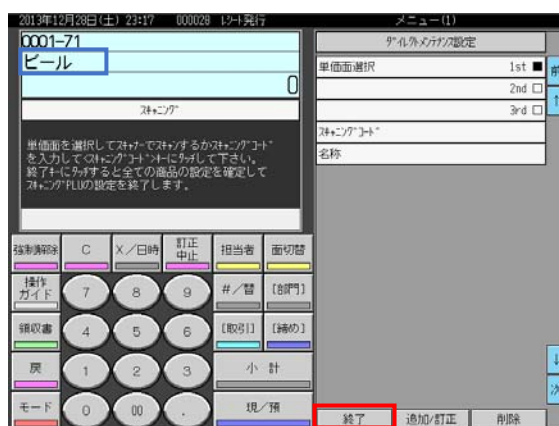 2013年12月28日(土) 23:17 000028 レシート発行
メニュー(1)
0001-71
ビール
0
スキャニング
単価面を選択してスキャナーでスキャンするかスキャニングコード
を入力して<スキャニングコード>キーにタッチして下さい。
終了キーにタッチすると全ての商品の設定を確定して
スキャニングPLUの設定を終了します。
ダイレクトメンテナンス設定
単価面選択 1st ■
2nd □
3rd □
スキャニングコード
名称
前
↑
↓
次
強制解除 C X/日時 訂正中止 担当者 面切替
操作ガイド 7 8 9 #/替 [部門]
領収書 4 5 6 [取引] [締め]
戻 1 2 3 小 計
モード 0 00 . 現/預
終了 追加/訂正 削除